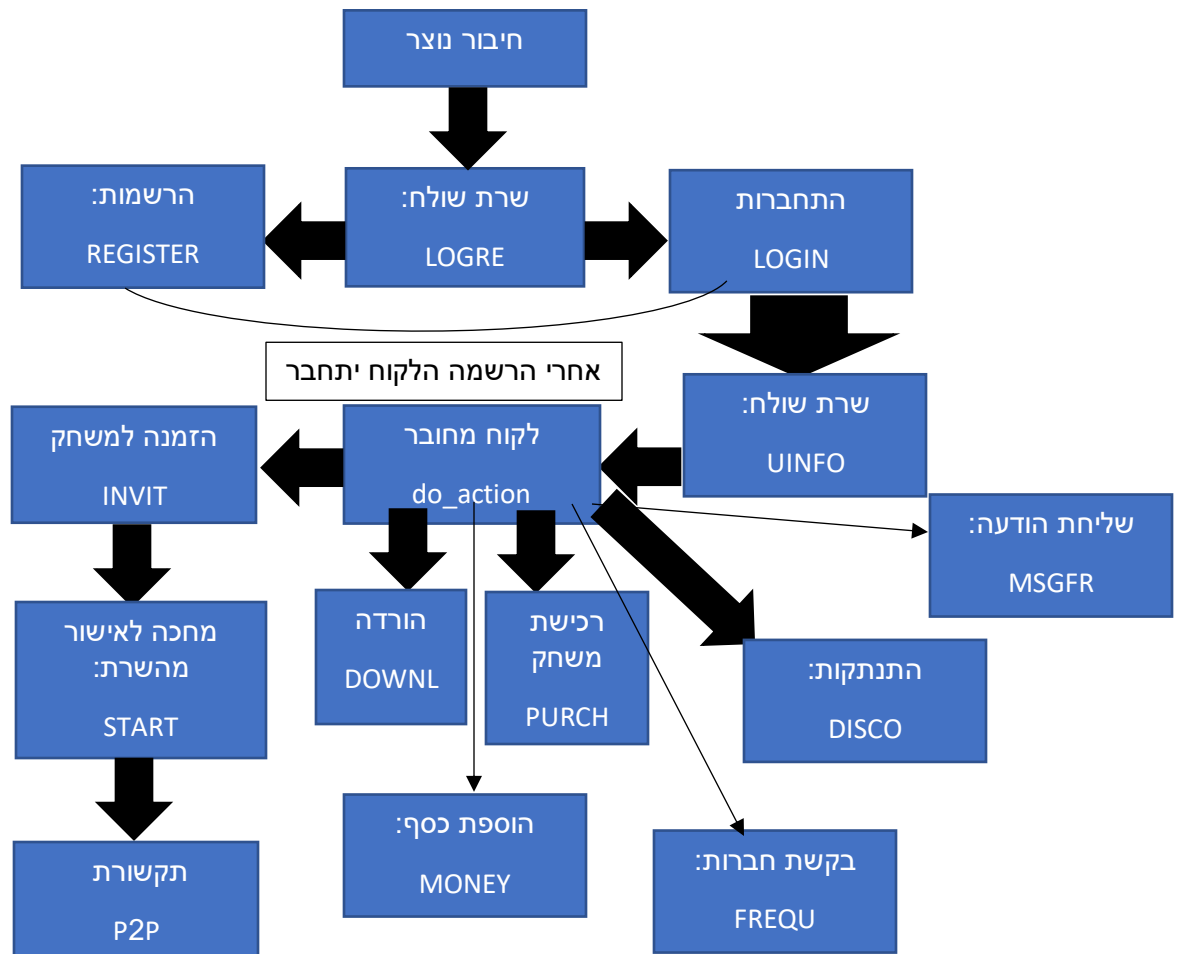 חיבור נוצר
הרשמות:
REGISTER
שרת שולח:
LOGRE
התחברות
LOGIN
אחרי הרשמה הלקוח יתחבר
שרת שולח:
UINFO
לקוח מחובר
do_action
הזמנה למשחק
INVIT
שליחת הודעה:
MSGFR
מחכה לאישור
מהשרת:
START
הורדה
DOWNL
רכישת
משחק
PURCH
התנתקות:
DISCO
תקשורת
P2P
הוספת כסף:
MONEY
בקשת חברות:
FREQU